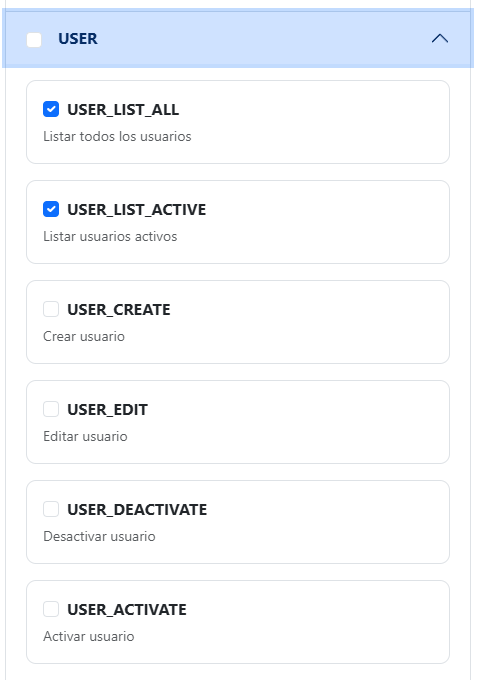 USER
USER_LIST_ALL
Listar todos los usuarios
USER_LIST_ACTIVE
Listar usuarios activos
USER_CREATE
Crear usuario
USER_EDIT
Editar usuario
USER_DEACTIVATE
Desactivar usuario
USER_ACTIVATE
Activar usuario